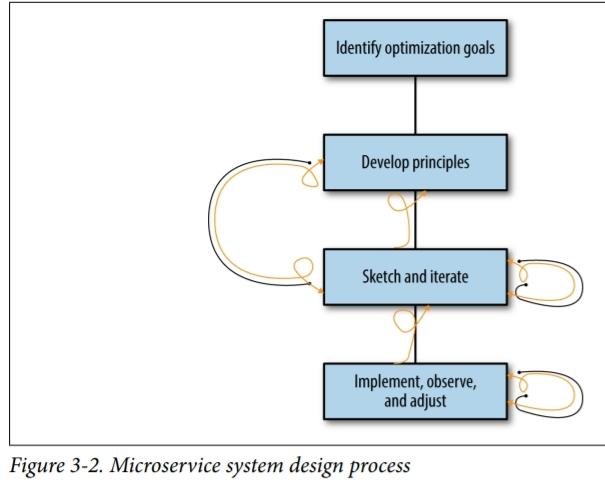 Identify optimization goals
Develop principles
Sketch and iterate
Implement, observe,
and adjust
Figure 3-2. Microservice system design process